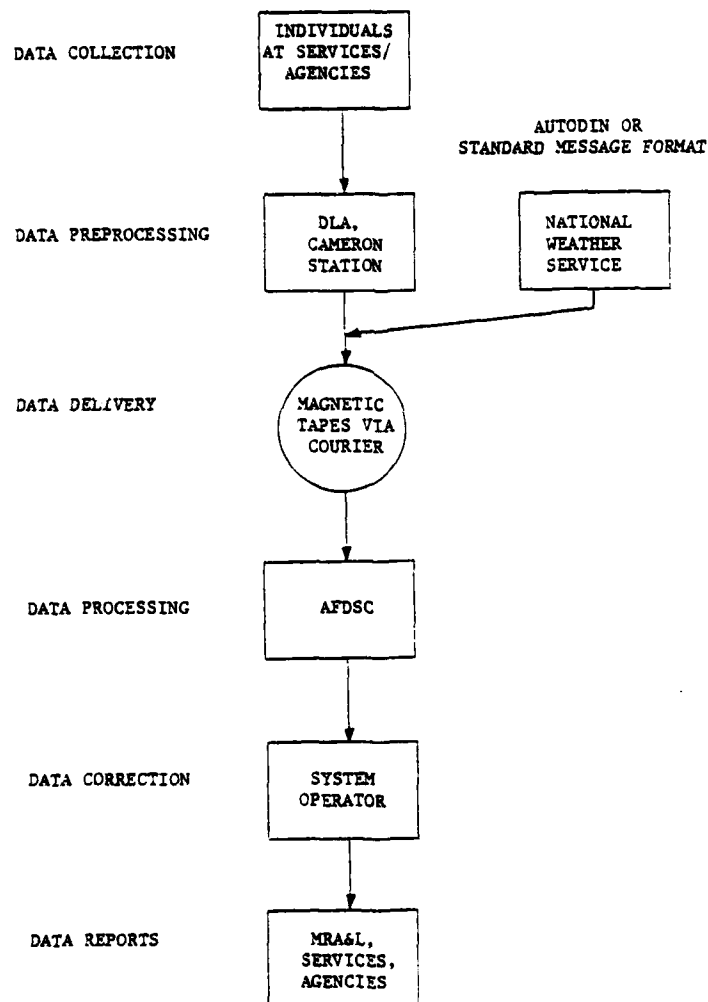 DATA COLLECTION
INDIVIDUALS
AT SERVICES/
AGENCIES
AUTODIN OR
STANDARD MESSAGE FORMAT
DATA PREPROCESSING
DLA,
CAMERON
STATION
NATIONAL
WEATHER
SERVICE
DATA DELIVERY
MAGNETIC
TAPES VIA
COURIER
DATA PROCESSING
AFDSC
DATA CORRECTION
SYSTEM
OPERATOR
DATA REPORTS
MRA&L,
SERVICES,
AGENCIES